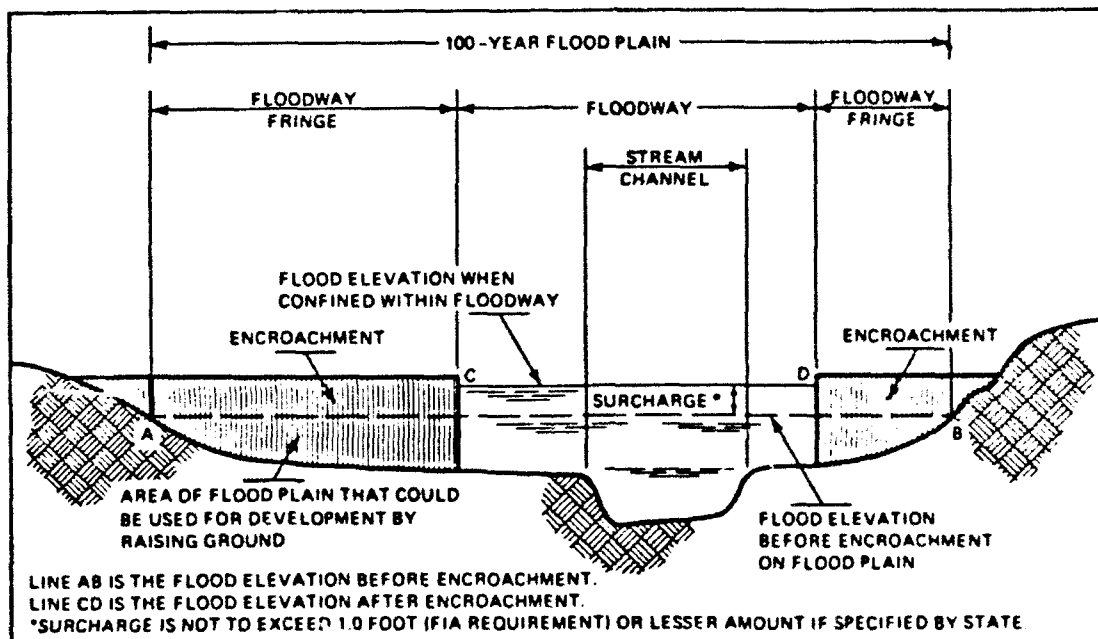 100-YEAR FLOOD PLAIN
FLOODWAY
FRINGE
FLOODWAY
FLOODWAY
FRINGE
STREAM
CHANNEL
FLOOD ELEVATION WHEN
CONFINED WITHIN FLOODWAY
ENCROACHMENT
ENCROACHMENT
C
D
SURCHARGE*
A
B
AREA OF FLOOD PLAIN THAT COULD
BE USED FOR DEVELOPMENT BY
RAISING GROUND
FLOOD ELEVATION
BEFORE ENCROACHMENT
ON FLOOD PLAIN
LINE AB IS THE FLOOD ELEVATION BEFORE ENCROACHMENT.
LINE CD IS THE FLOOD ELEVATION AFTER ENCROACHMENT.
*SURCHARGE IS NOT TO EXCEED 1.0 FOOT (FIA REQUIREMENT) OR LESSER AMOUNT IF SPECIFIED BY STATE